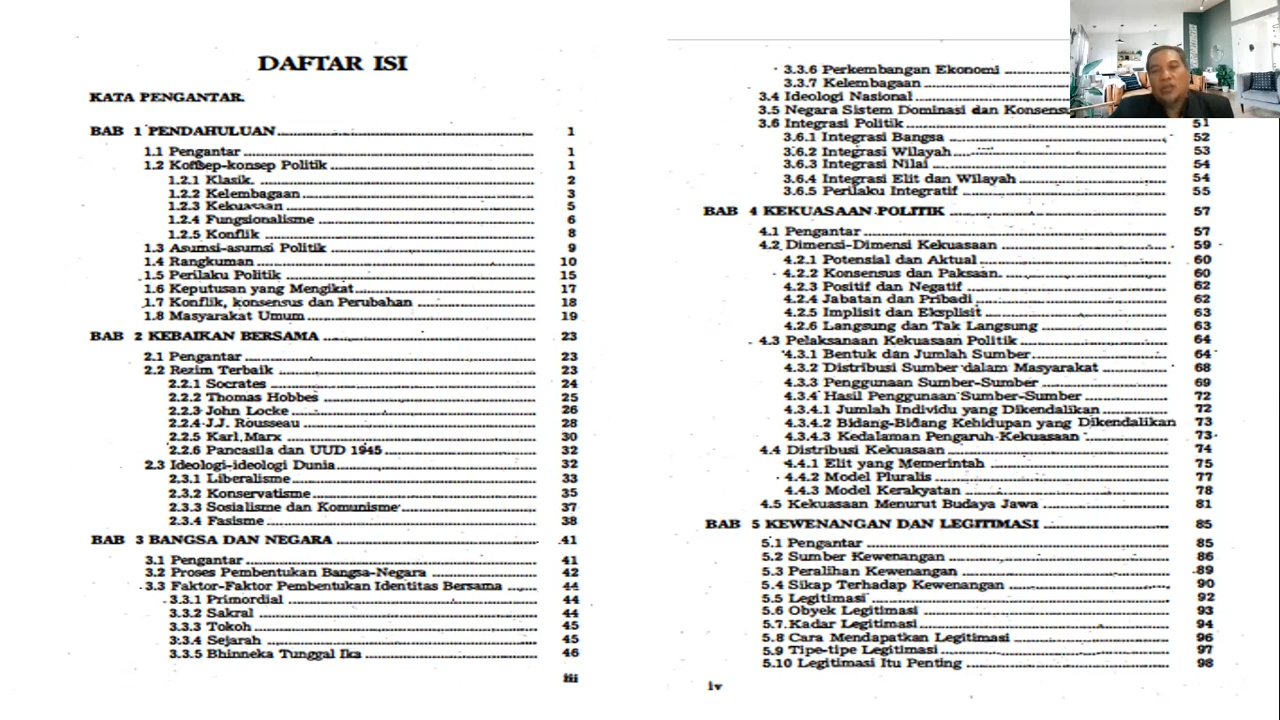 DAFTAR ISI
KATA PENGANTAR.
BAB 1 PENDAHULUAN 1
1.1 Pengantar 1
1.2 Konsep-konsep Politik 1
1.2.1 Klasik 2
1.2.2 Kelembagaan 3
1.2.3 Kekuasaan 5
1.2.4 Fungsionalisme 6
1.2.5 Konflik 8
1.3 Asumsi-asumsi Politik 9
1.4 Rangkuman 10
1.5 Perilaku Politik 15
1.6 Keputusan yang Mengikat 17
1.7 Konflik, konsensus dan Perubahan 18
1.8 Masyarakat Umum 19
BAB 2 KEBAIKAN BERSAMA 23
2.1 Pengantar 23
2.2 Rezim Terbaik 23
2.2.1 Socrates 24
2.2.2 Thomas Hobbes 25
2.2.3 John Locke 26
2.2.4 J.J. Rousseau 28
2.2.5 Karl Marx 30
2.2.6 Pancasila dan UUD 1945 32
2.3 Ideologi-ideologi Dunia 32
2.3.1 Liberalisme 33
2.3.2 Konservatisme 35
2.3.3 Sosialisme dan Komunisme 37
2.3.4 Fasisme 38
BAB 3 BANGSA DAN NEGARA 41
3.1 Pengantar 41
3.2 Proses Pembentukan Bangsa-Negara 42
3.3 Faktor-Faktor Pembentukan Identitas Bersama 44
3.3.1 Primordial 44
3.3.2 Sakral 44
3.3.3 Tokoh 45
3.3.4 Sejarah 45
3.3.5 Bhinneka Tunggal Ika 46
iii
3.3.6 Perkembangan Ekonomi
3.3.7 Kelembagaan
3.4 Ideologi Nasional
3.5 Negara Sistem Dominasi dan Konsensu
3.6 Integrasi Politik 51
3.6.1 Integrasi Bangsa 52
3.6.2 Integrasi Wilayah 53
3.6.3 Integrasi Nilai 54
3.6.4 Integrasi Elit dan Wilayah 54
3.6.5 Perilaku Integratif 55
BAB 4 KEKUASAAN POLITIK 57
4.1 Pengantar 57
4.2 Dimensi-Dimensi Kekuasaan 59
4.2.1 Potensial dan Aktual 60
4.2.2 Konsensus dan Paksaan 60
4.2.3 Positif dan Negatif 62
4.2.4 Jabatan dan Pribadi 62
4.2.5 Implisit dan Eksplisit 63
4.2.6 Langsung dan Tak Langsung 63
4.3 Pelaksanaan Kekuasaan Politik 64
4.3.1 Bentuk dan Jumlah Sumber 64
4.3.2 Distribusi Sumber dalam Masyarakat 68
4.3.3 Penggunaan Sumber-Sumber 69
4.3.4 Hasil Penggunaan Sumber-Sumber 72
4.3.4.1 Jumlah Individu yang Dikendalikan 72
4.3.4.2 Bidang-Bidang Kehidupan yang Dikendalikan 73
4.3.4.3 Kedalaman Pengaruh Kekuasaan 73
4.4 Distribusi Kekuasaan 74
4.4.1 Elit yang Memerintah 75
4.4.2 Model Pluralis 77
4.4.3 Model Kerakyatan 78
4.5 Kekuasaan Menurut Budaya Jawa 81
BAB 5 KEWENANGAN DAN LEGITIMASI 85
5.1 Pengantar 85
5.2 Sumber Kewenangan 86
5.3 Peralihan Kewenangan 89
5.4 Sikap Terhadap Kewenangan 90
5.5 Legitimasi 92
5.6 Obyek Legitimasi 93
5.7. Kadar Legitimasi 94
5.8 Cara Mendapatkan Legitimasi 96
5.9 Tipe-tipe Legitimasi 97
5.10 Legitimasi Itu Penting 98
iv